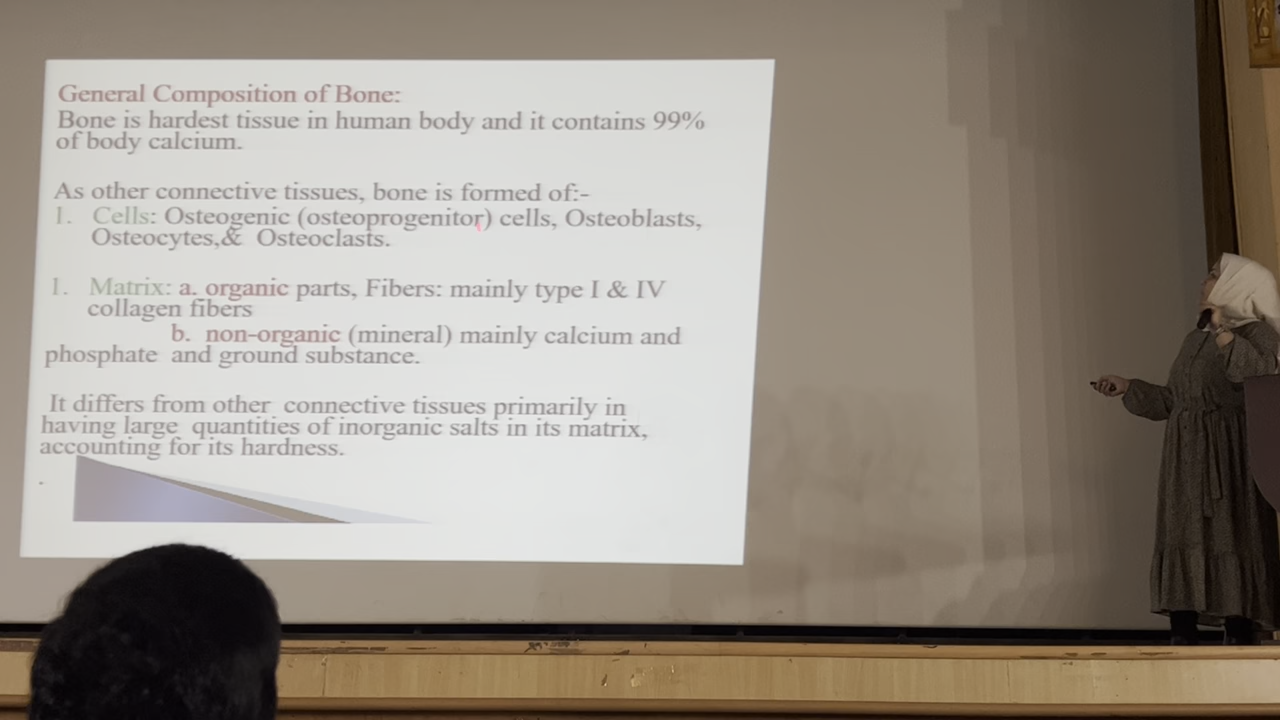 General Composition of Bone:
Bone is hardest tissue in human body and it contains 99%
of body calcium.
As other connective tissues, bone is formed of:-
1. Cells: Osteogenic (osteoprogenitor) cells, Osteoblasts,
Osteocytes,& Osteoclasts.
1. Matrix: a. organic parts, Fibers: mainly type I & IV
collagen fibers
b. non-organic (mineral) mainly calcium and
phosphate and ground substance.
It differs from other connective tissues primarily in
having large quantities of inorganic salts in its matrix,
accounting for its hardness.
.